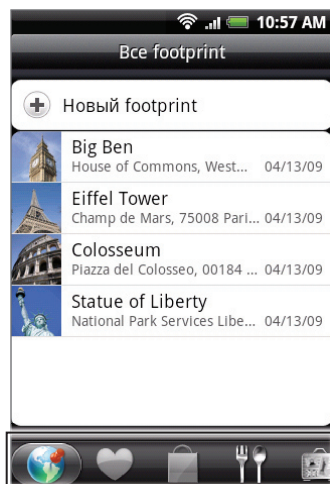 10:57 AM
Все footprint
Новый footprint
Big Ben
House of Commons, West... 04/13/09
Eiffel Tower
Champ de Mars, 75008 Pari... 04/13/09
Colosseum
Piazza del Colosseo, 00184 ... 04/13/09
Statue of Liberty
National Park Services Libe... 04/13/09